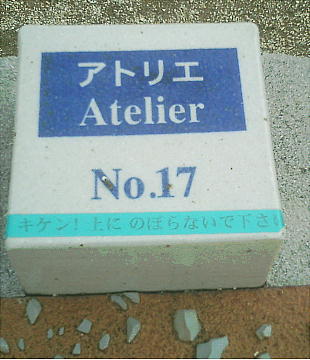 アトリエ
Atelier
No.17
キケン! 上に のぼらないで下さい